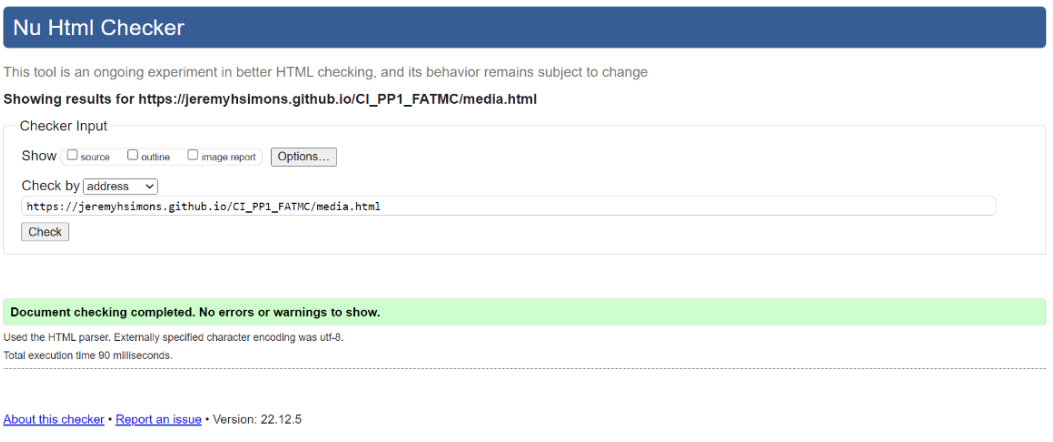 Nu Html Checker
This tool is an ongoing experiment in better HTML checking, and its behavior remains subject to change
Showing results for https://jeremyhsimons.github.io/CI_PP1_FATMC/media.html
Checker Input
Show source outline image report Options...
Check by address
https://jeremyhsimons.github.io/CI_PP1_FATMC/media.html
Check
Document checking completed. No errors or warnings to show.
Used the HTML parser. Externally specified character encoding was utf-8.
Total execution time 90 milliseconds.
About this checker • Report an issue • Version: 22.12.5